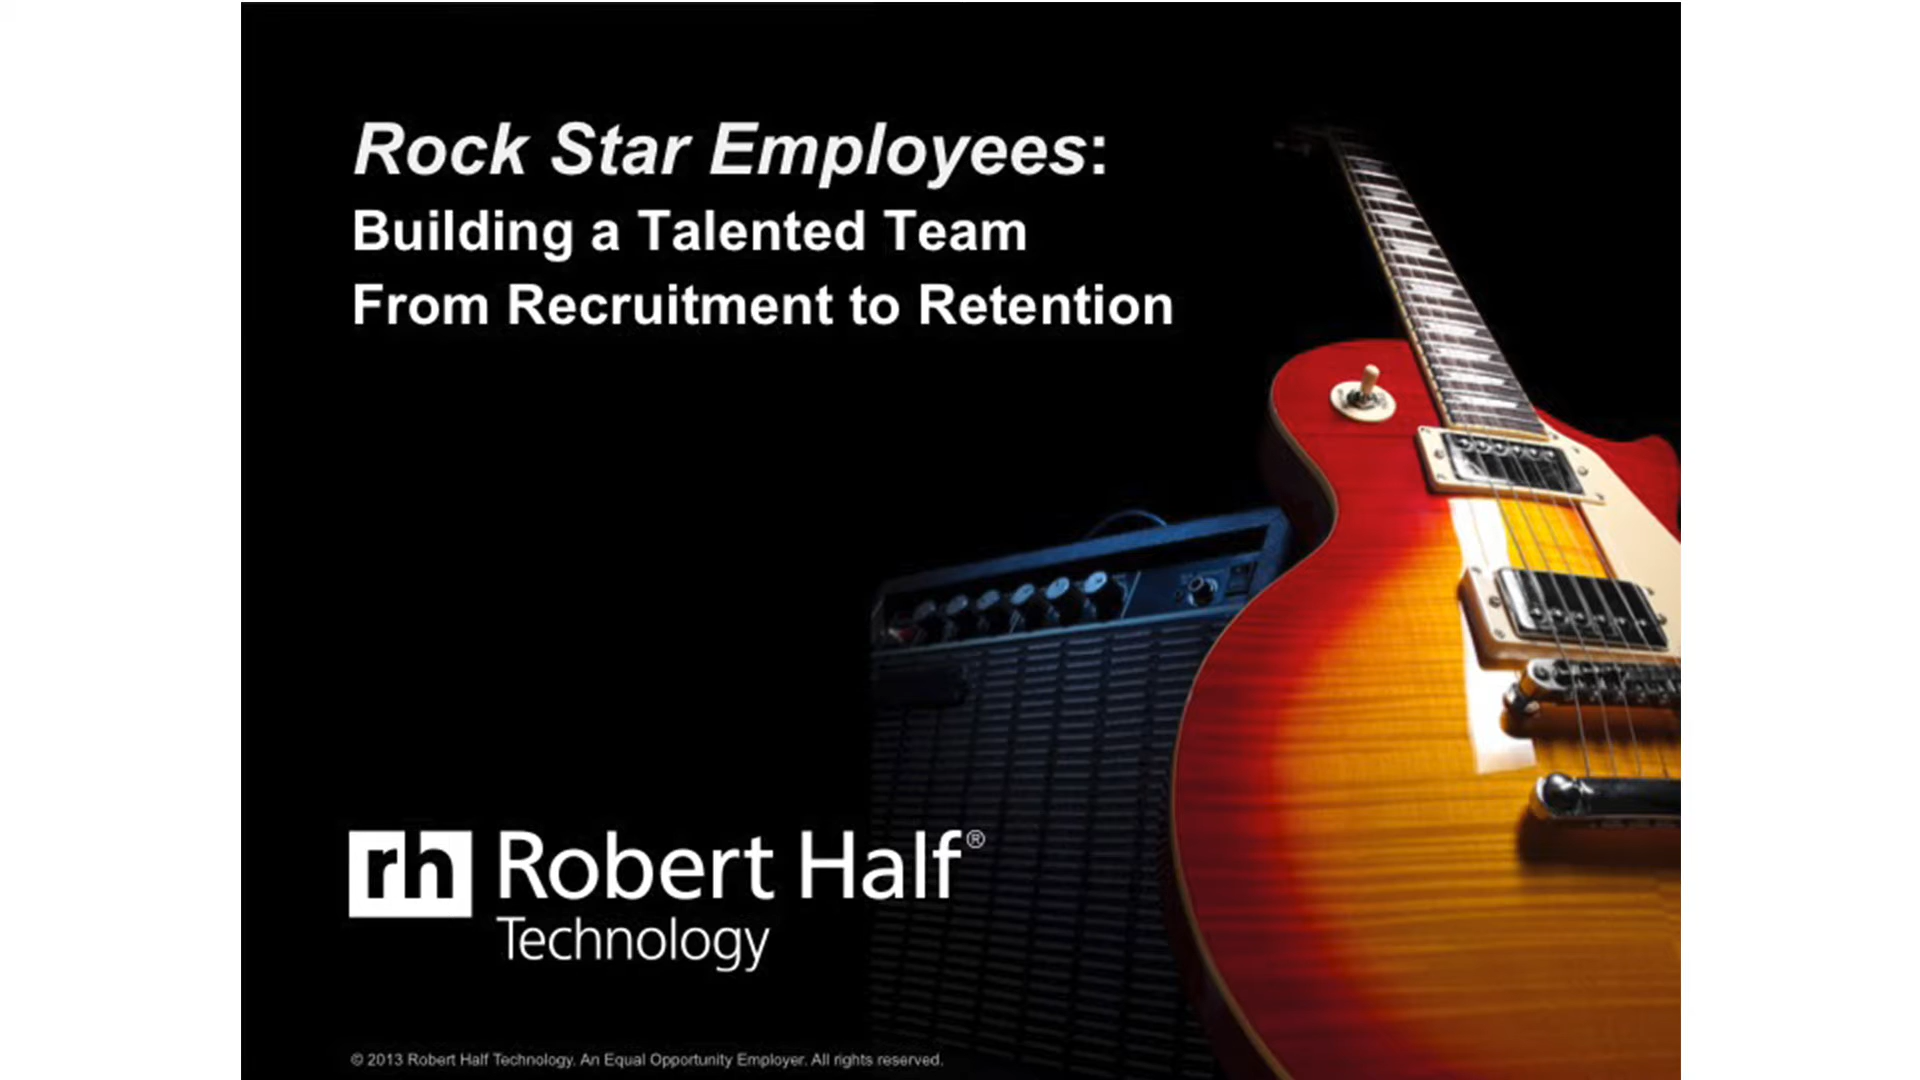 Rock Star Employees:
Building a Talented Team
From Recruitment to Retention
rh Robert Half®
Technology
© 2013 Robert Half Technology. An Equal Opportunity Employer. All rights reserved.